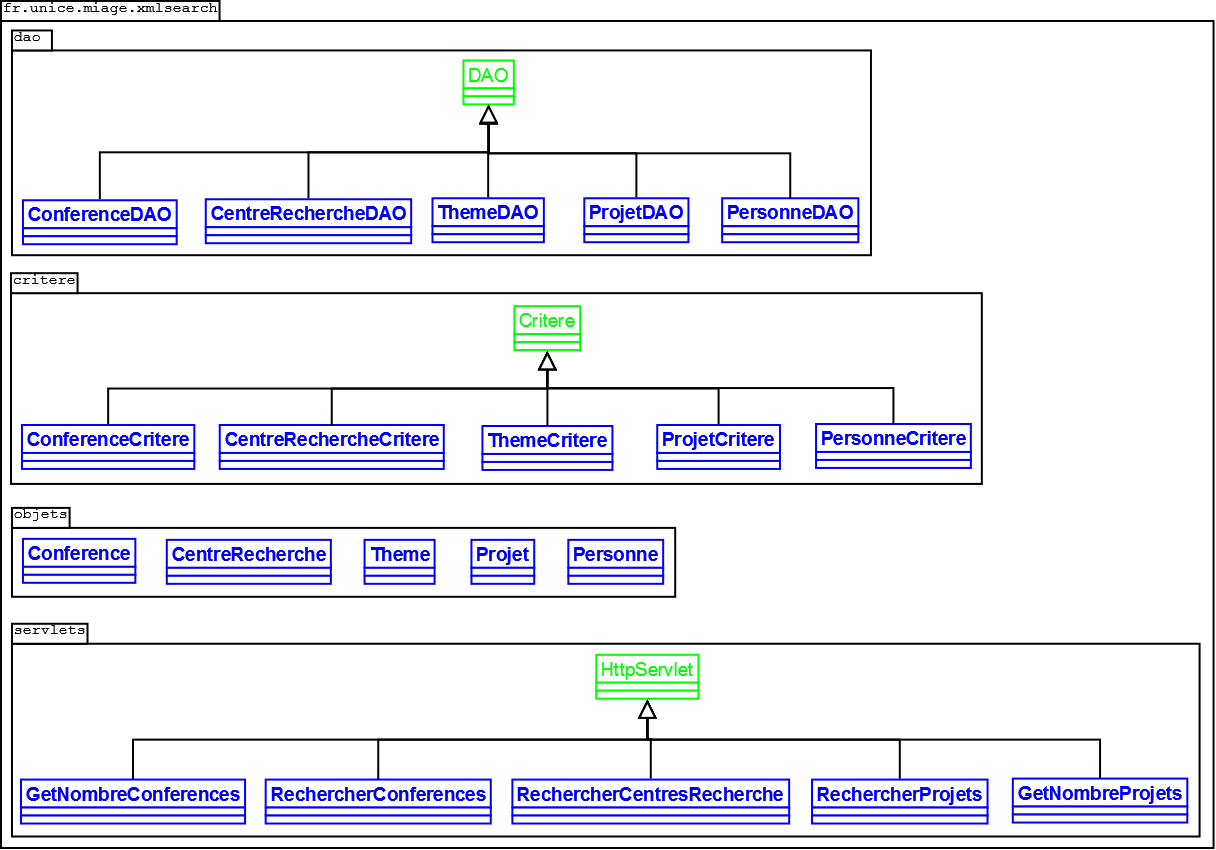 fr.unice.miage.xmlsearch
dao
DAO
ConferenceDAO CentreRechercheDAO ThemeDAO ProjetDAO PersonneDAO
critere
Critere
ConferenceCritere CentreRechercheCritere ThemeCritere ProjetCritere PersonneCritere
objets
Conference CentreRecherche Theme Projet Personne
servlets
HttpServlet
GetNombreConferences RechercherConferences RechercherCentresRecherche RechercherProjets GetNombreProjets